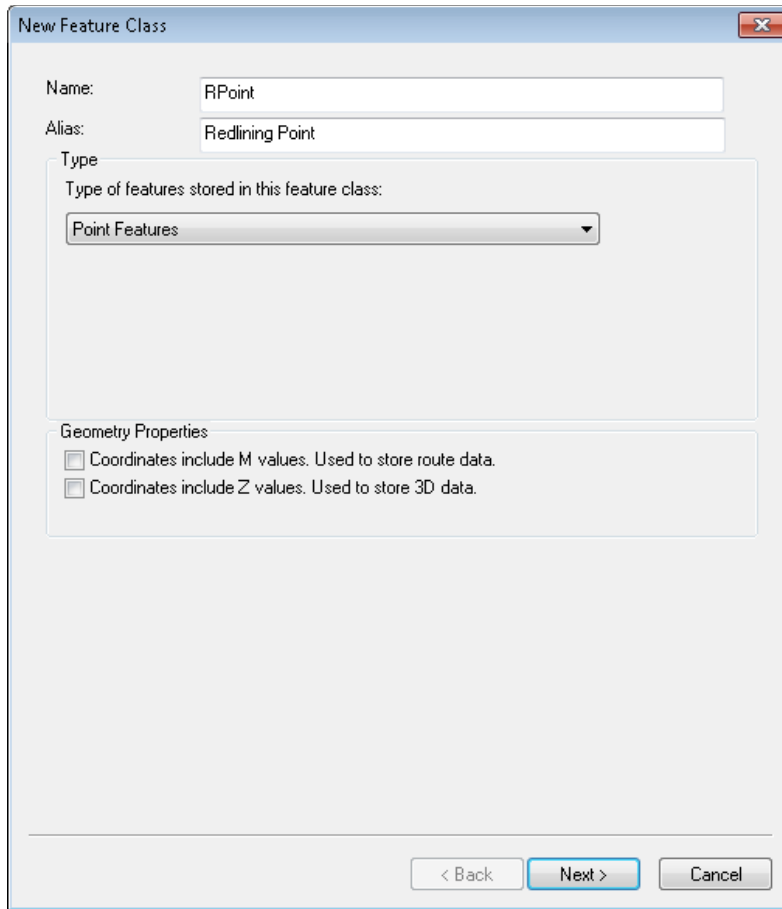 New Feature Class
Name: RPoint
Alias: Redlining Point
Type
Type of features stored in this feature class:
Point Features
Geometry Properties
Coordinates include M values. Used to store route data.
Coordinates include Z values. Used to store 3D data.
< Back Next > Cancel